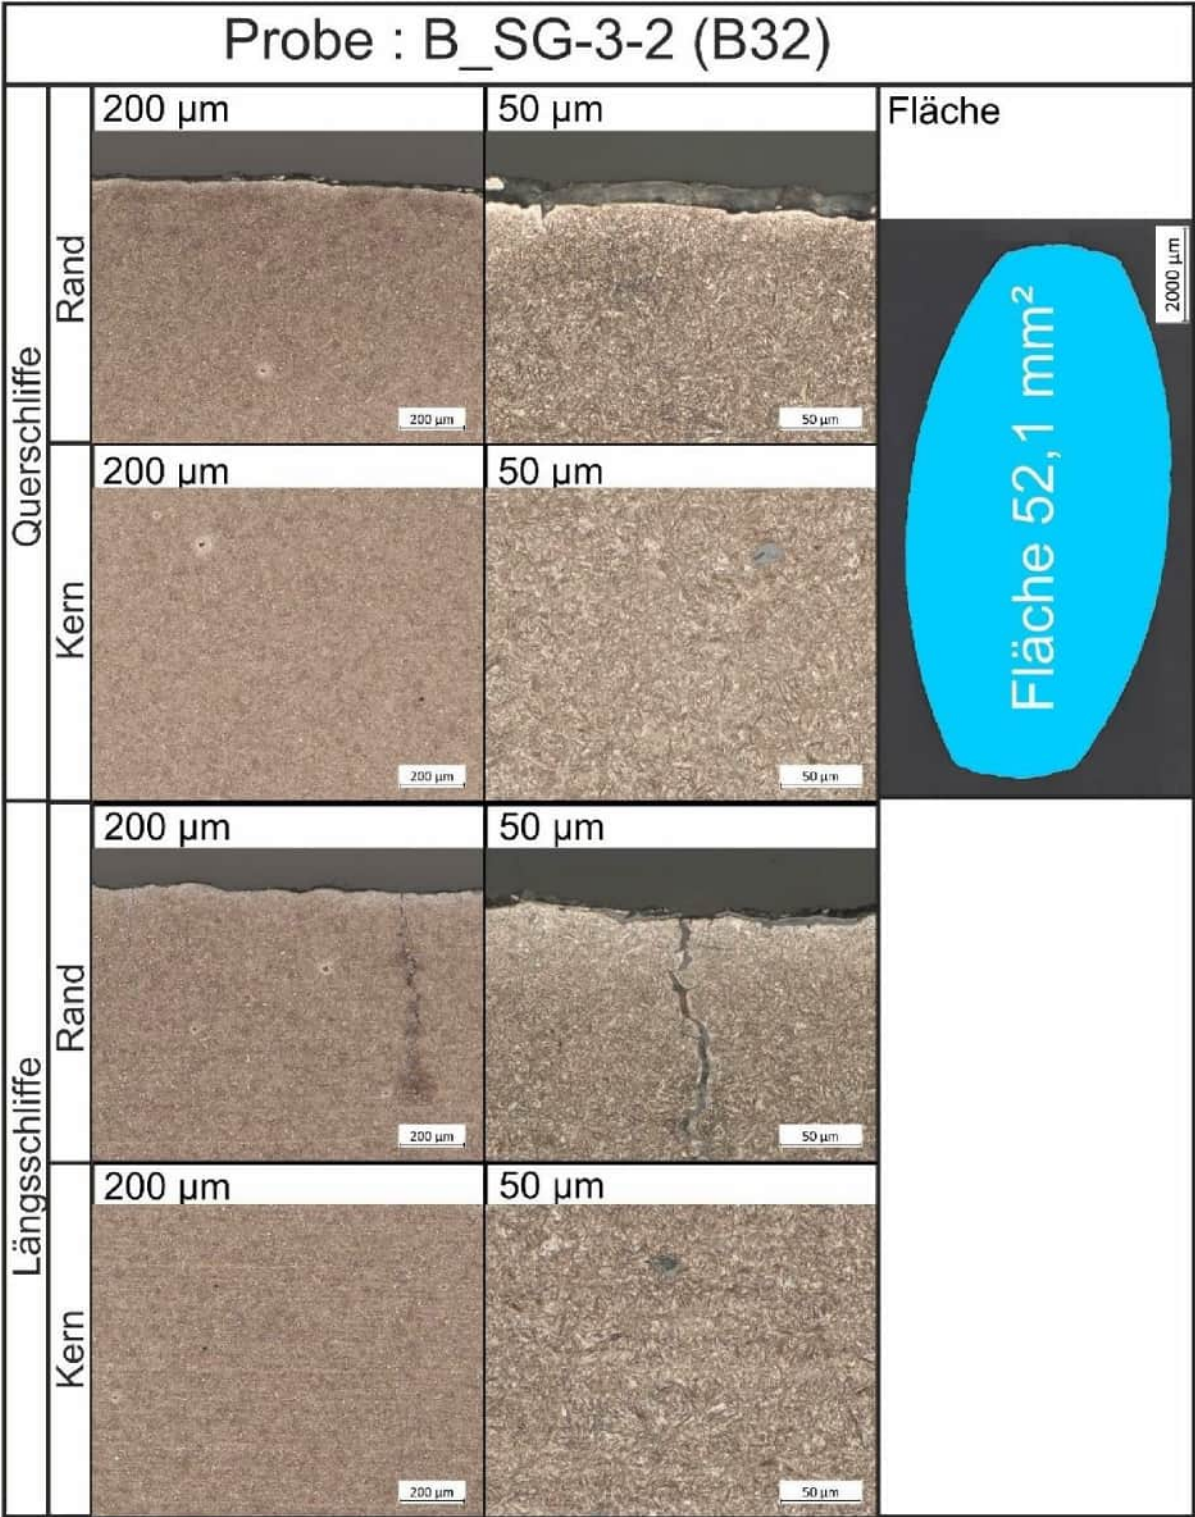 Probe : B_SG-3-2 (B32)
Querschliffe
Rand
200 µm
200 µm
50 µm
50 µm
Fläche
2000 µm
Fläche 52,1 mm²
Kern
200 µm
200 µm
50 µm
50 µm
Längsschliffe
Rand
200 µm
200 µm
50 µm
50 µm
Kern
200 µm
200 µm
50 µm
50 µm